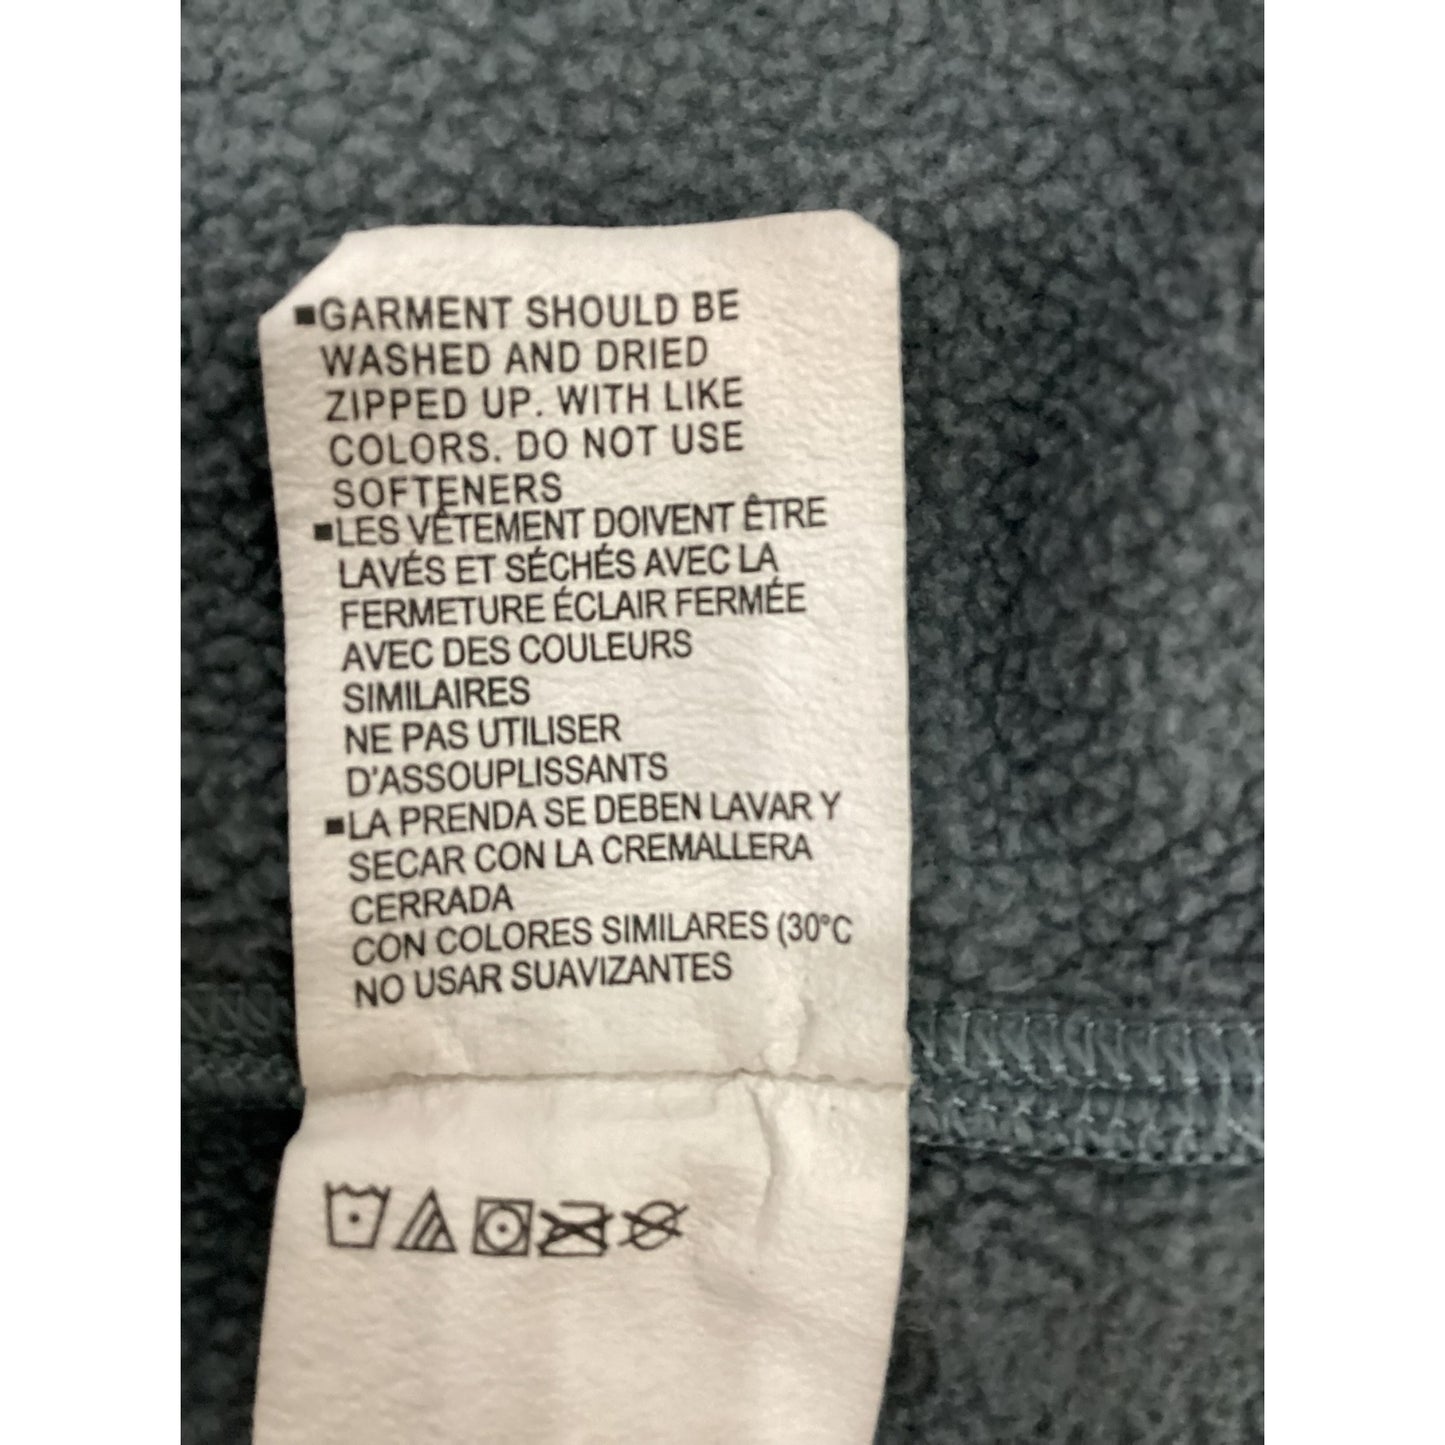 ▪GARMENT SHOULD BE
WASHED AND DRIED
ZIPPED UP. WITH LIKE
COLORS. DO NOT USE
SOFTENERS
▪LES VÊTEMENT DOIVENT ÊTRE
LAVÉS ET SÉCHÉS AVEC LA
FERMETURE ÉCLAIR FERMÉE
AVEC DES COULEURS
SIMILAIRES
NE PAS UTILISER
D'ASSOUPLISSANTS
▪LA PRENDA SE DEBEN LAVAR Y
SECAR CON LA CREMALLERA
CERRADA
CON COLORES SIMILARES (30°C
NO USAR SUAVIZANTES